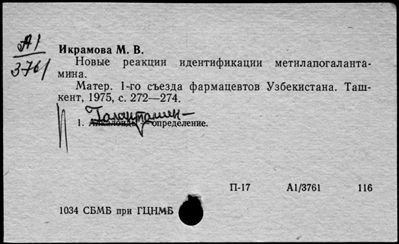 А1
3761
Икрамова М. В.
Новые реакции идентификации метилапогаланта-
мина.
Матер. 1-го съезда фармацевтов Узбекистана. Таш-
кент, 1975, с. 272—274.
Галантамин-
1. Алкалоиды определение.
П-17 А1/3761 116
1034 СБМБ при ГЦНМБ